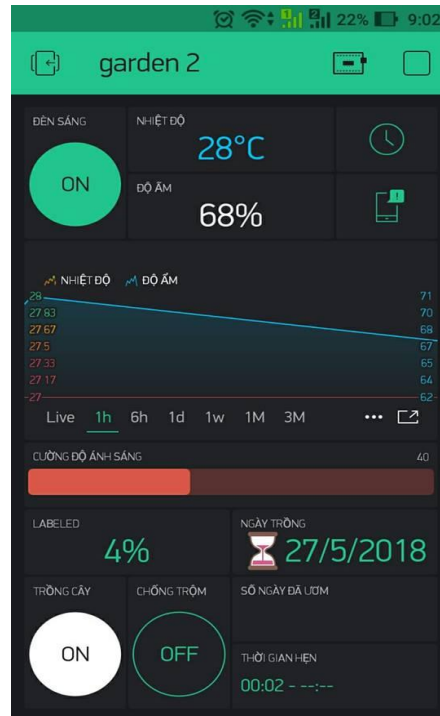 1 2 22% 9:02
garden 2
ĐÈN SÁNG
ON
NHIỆT ĐỘ
28°C
ĐỘ ẨM
68%
NHIỆT ĐỘ ĐỘ ẨM
28 71
27.83 70
27.67 68
27.5 67
27.33 65
27.17 64
27 62
Live 1h 6h 1d 1w 1M 3M
CƯỜNG ĐỘ ÁNH SÁNG 40
LABELED
4%
NGÀY TRỒNG
27/5/2018
TRỒNG CÂY
ON
CHỐNG TRỘM
OFF
SỐ NGÀY ĐÃ ƯƠM
THỜI GIAN HẸN
00:02 - --:--